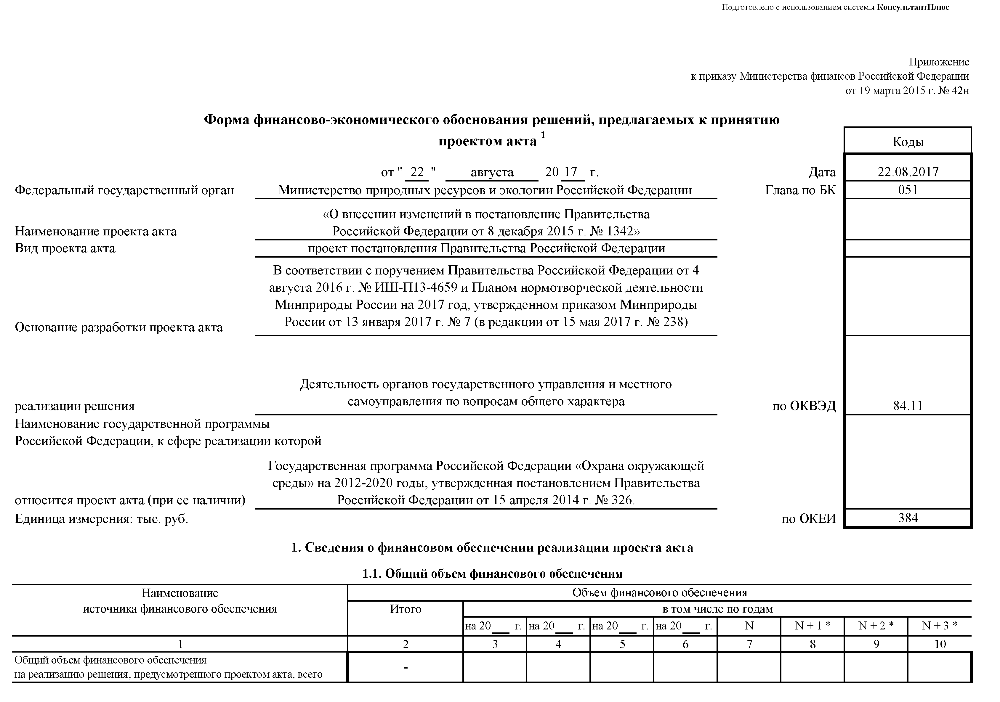 Подготовлено с использованием системы КонсультантПлюс
Приложение
к приказу Министерства финансов Российской Федерации
от 19 марта 2015 г. № 42н
Форма финансово-экономического обоснования решений, предлагаемых к принятию
проектом акта 1
Коды
от " 22 " августа 20 17 г. Дата 22.08.2017
Федеральный государственный орган Министерство природных ресурсов и экологии Российской Федерации Глава по БК 051
«О внесении изменений в постановление Правительства
Наименование проекта акта Российской Федерации от 8 декабря 2015 г. № 1342»
Вид проекта акта проект постановления Правительства Российской Федерации
В соответствии с поручением Правительства Российской Федерации от 4
августа 2016 г. № ИШ-П13-4659 и Планом нормотворческой деятельности
Минприроды России на 2017 год, утвержденном приказом Минприроды
Основание разработки проекта акта России от 13 января 2017 г. № 7 (в редакции от 15 мая 2017 г. № 238)
Деятельность органов государственного управления и местного
реализации решения самоуправления по вопросам общего характера по ОКВЭД 84.11
Наименование государственной программы
Российской Федерации, к сфере реализации которой
Государственная программа Российской Федерации «Охрана окружающей
среды» на 2012-2020 годы, утвержденная постановлением Правительства
относится проект акта (при ее наличии) Российской Федерации от 15 апреля 2014 г. № 326.
Единица измерения: тыс. руб. по ОКЕИ 384
1. Сведения о финансовом обеспечении реализации проекта акта
1.1. Общий объем финансового обеспечения
Наименование Объем финансового обеспечения
источника финансового обеспечения Итого в том числе по годам
на 20___ г. на 20___ г. на 20___ г. на 20___ г. N N + 1 * N + 2 * N + 3 *
1 2 3 4 5 6 7 8 9 10
Общий объем финансового обеспечения
на реализацию решения, предусмотренного проектом акта, всего -